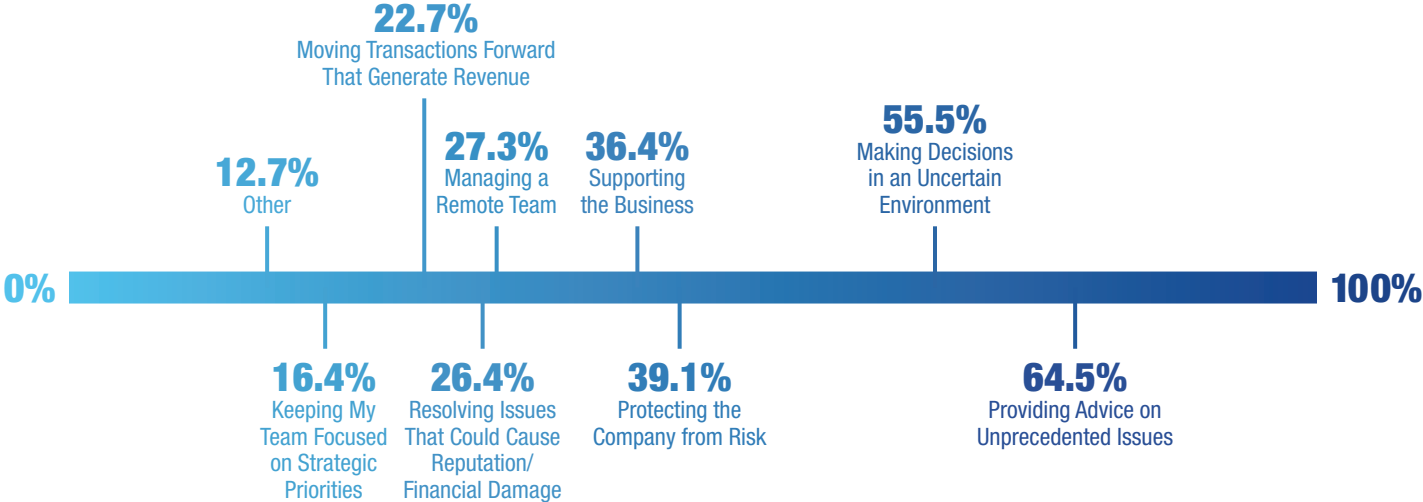 22.7%
Moving Transactions Forward
That Generate Revenue
12.7%
Other
27.3%
Managing a
Remote Team
36.4%
Supporting
the Business
55.5%
Making Decisions
in an Uncertain
Environment
0%
100%
16.4%
Keeping My
Team Focused
on Strategic
Priorities
26.4%
Resolving Issues
That Could Cause
Reputation/
Financial Damage
39.1%
Protecting the
Company from Risk
64.5%
Providing Advice on
Unprecedented Issues